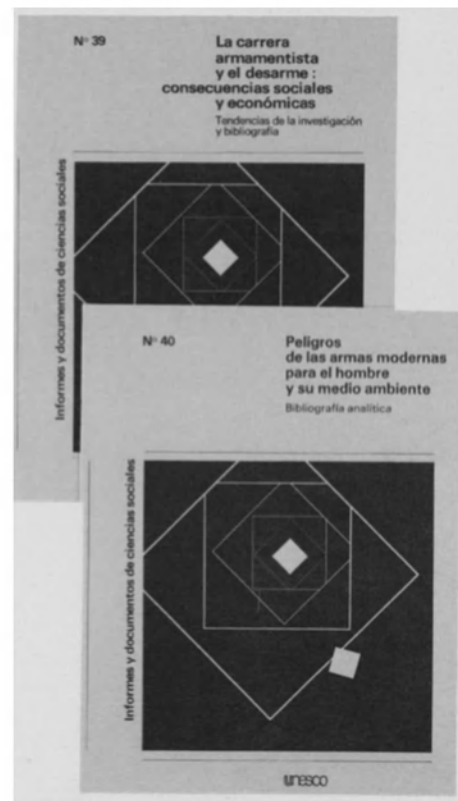 N° 39
La carrera
armamentista
y el desarme :
consecuencias sociales
y económicas
Tendencias de la investigación
y bibliografía
Informes y documentos de ciencias sociales
N° 40
Peligros
de las armas modernas
para el hombre
y su medio ambiente
Bibliografía analítica
Informes y documentos de ciencias sociales
unesco